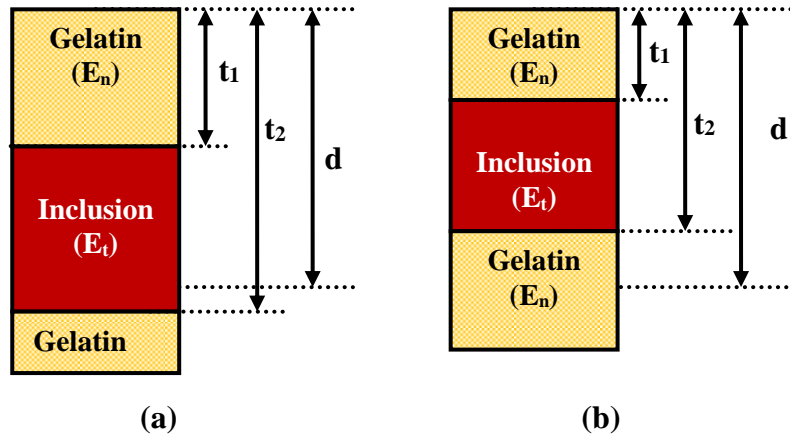 Gelatin
(En)
t1
t2
d
Inclusion
(Et)
Gelatin
(a)
Gelatin
(En)
t1
t2
d
Inclusion
(Et)
Gelatin
(En)
(b)